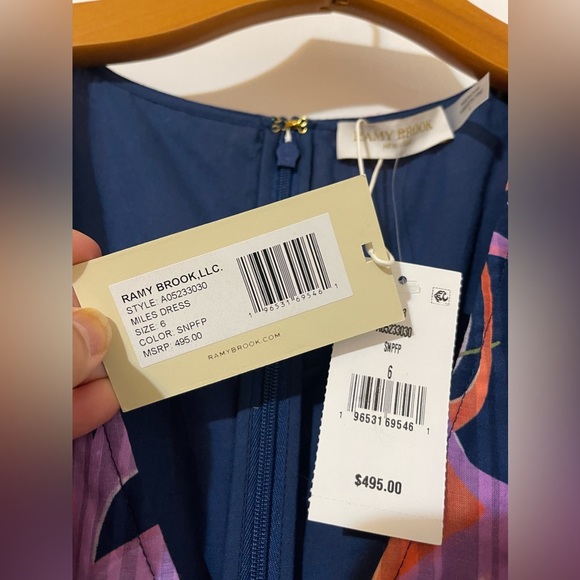 RAMY BROOK
RAMY BROOK,LLC.
STYLE: A05233030
MILES DRESS
SIZE: 6
COLOR: SNPFP
MSRP: 495.00
1 96531 69546 1
RAMYBROOK.COM
A05233030
SNPFP
6
1 96531 69546 1
$495.00